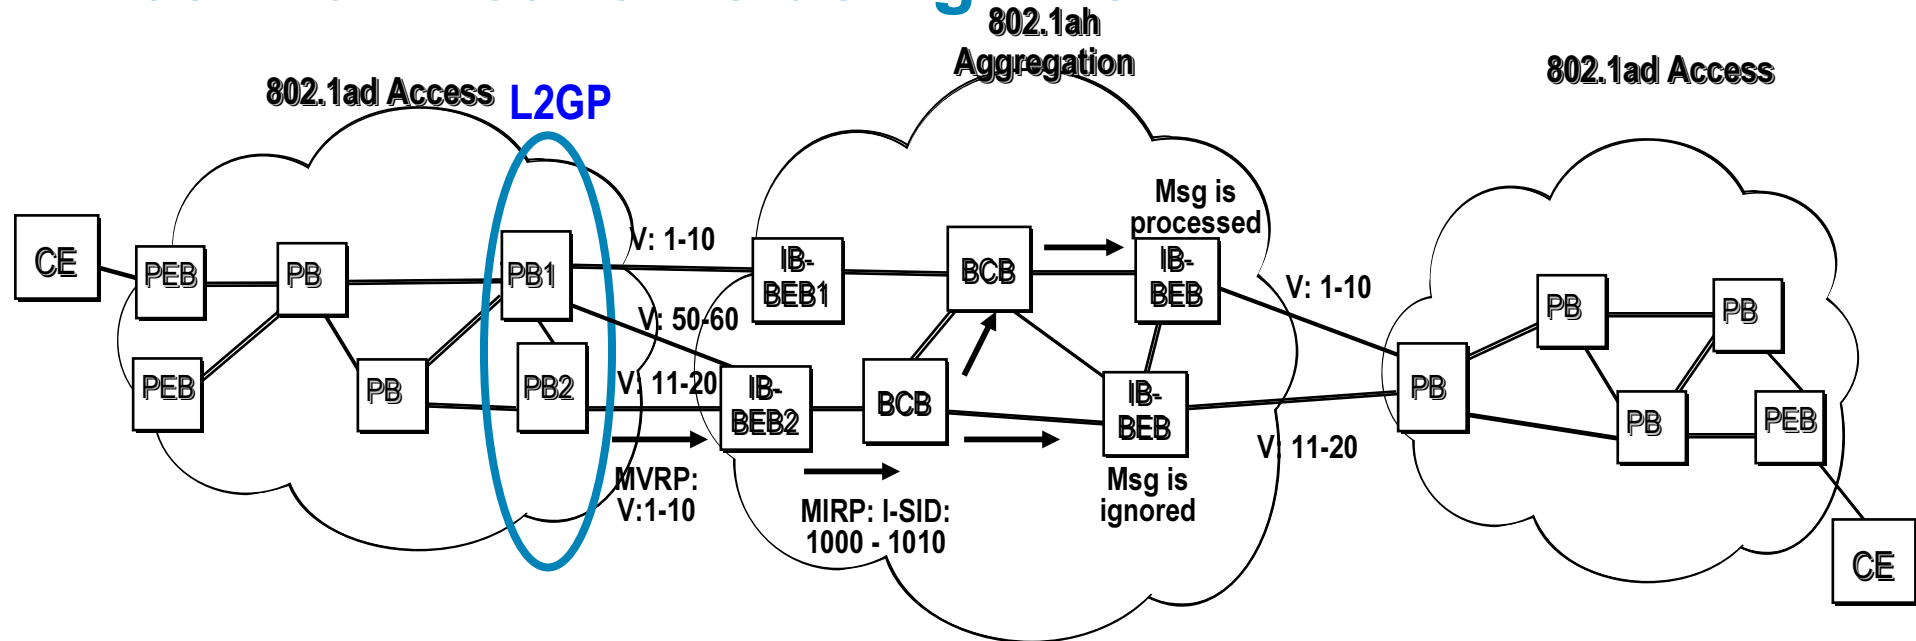 802.1ah
Aggregation
802.1ad Access
L2GP
802.1ad Access
Msg is
processed
CE
PEB
PB
PB1
V: 1-10
IB-
BEB1
BCB
IB-
BEB
V: 1-10
PB
PB
V: 50-60
PEB
PB
PB2
V: 11-20
IB-
BEB2
BCB
IB-
BEB
PB
PB
PEB
V: 11-20
MVRP:
V:1-10
MIRP: I-SID:
1000 - 1010
Msg is
ignored
CE